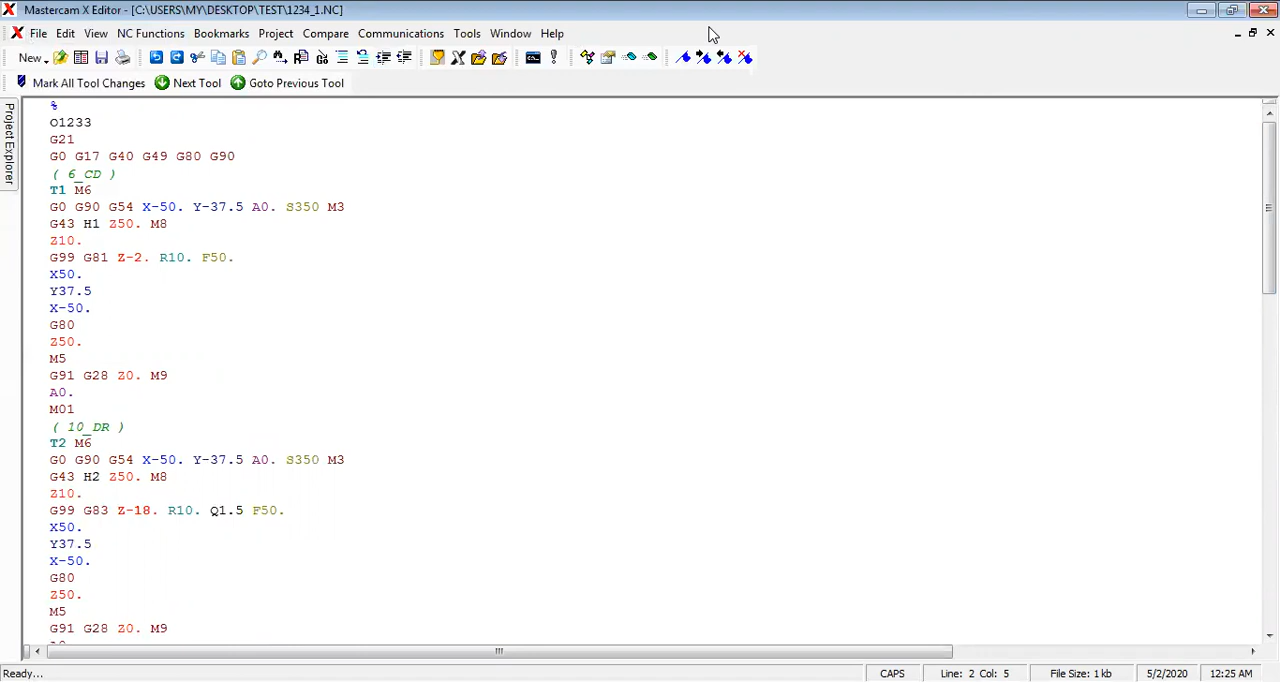 Mastercam X Editor - [C:\USERS\MY\DESKTOP\TEST\1234_1.NC]
File Edit View NC Functions Bookmarks Project Compare Communications Tools Window Help
New
Mark All Tool Changes Next Tool Goto Previous Tool
Project Explorer
%
O1233
G21
G0 G17 G40 G49 G80 G90
( 6_CD )
T1 M6
G0 G90 G54 X-50. Y-37.5 A0. S350 M3
G43 H1 Z50. M8
Z10.
G99 G81 Z-2. R10. F50.
X50.
Y37.5
X-50.
G80
Z50.
M5
G91 G28 Z0. M9
A0.
M01
( 10_DR )
T2 M6
G0 G90 G54 X-50. Y-37.5 A0. S350 M3
G43 H2 Z50. M8
Z10.
G99 G83 Z-18. R10. Q1.5 F50.
X50.
Y37.5
X-50.
G80
Z50.
M5
G91 G28 Z0. M9
Ready... CAPS Line: 2 Col: 5 File Size: 1 kb 5/2/2020 12:25 AM